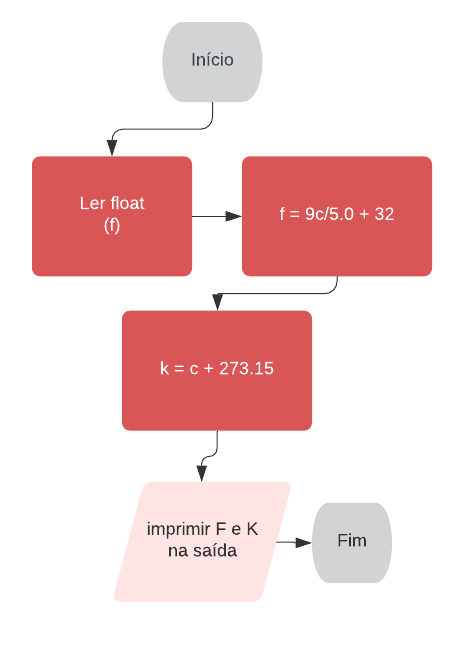 Início
Ler float
(f)
f = 9c/5.0 + 32
k = c + 273.15
imprimir F e K
na saída
Fim